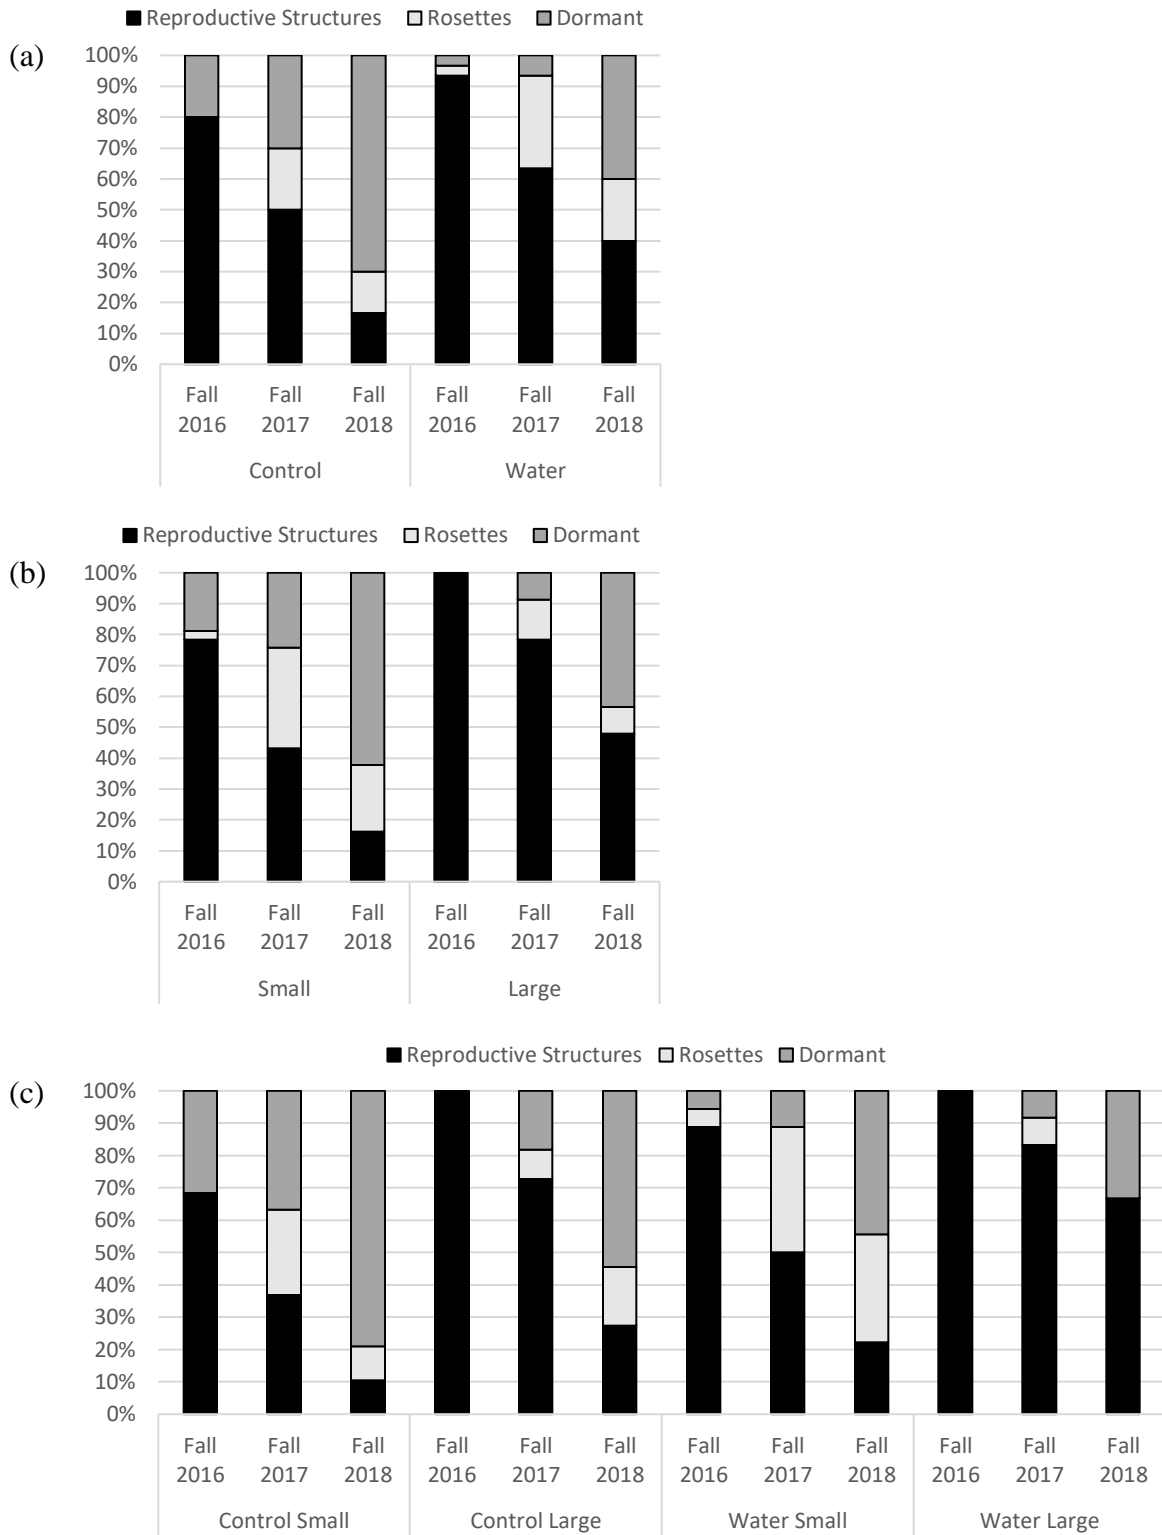 Reproductive Structures Rosettes Dormant
(a)
100%
90%
80%
70%
60%
50%
40%
30%
20%
10%
0%
Fall Fall Fall Fall Fall Fall
2016 2017 2018 2016 2017 2018
Control Water
Reproductive Structures Rosettes Dormant
(b)
100%
90%
80%
70%
60%
50%
40%
30%
20%
10%
0%
Fall Fall Fall Fall Fall Fall
2016 2017 2018 2016 2017 2018
Small Large
Reproductive Structures Rosettes Dormant
(c)
100%
90%
80%
70%
60%
50%
40%
30%
20%
10%
0%
Fall Fall Fall Fall Fall Fall Fall Fall Fall Fall Fall Fall
2016 2017 2018 2016 2017 2018 2016 2017 2018 2016 2017 2018
Control Small Control Large Water Small Water Large